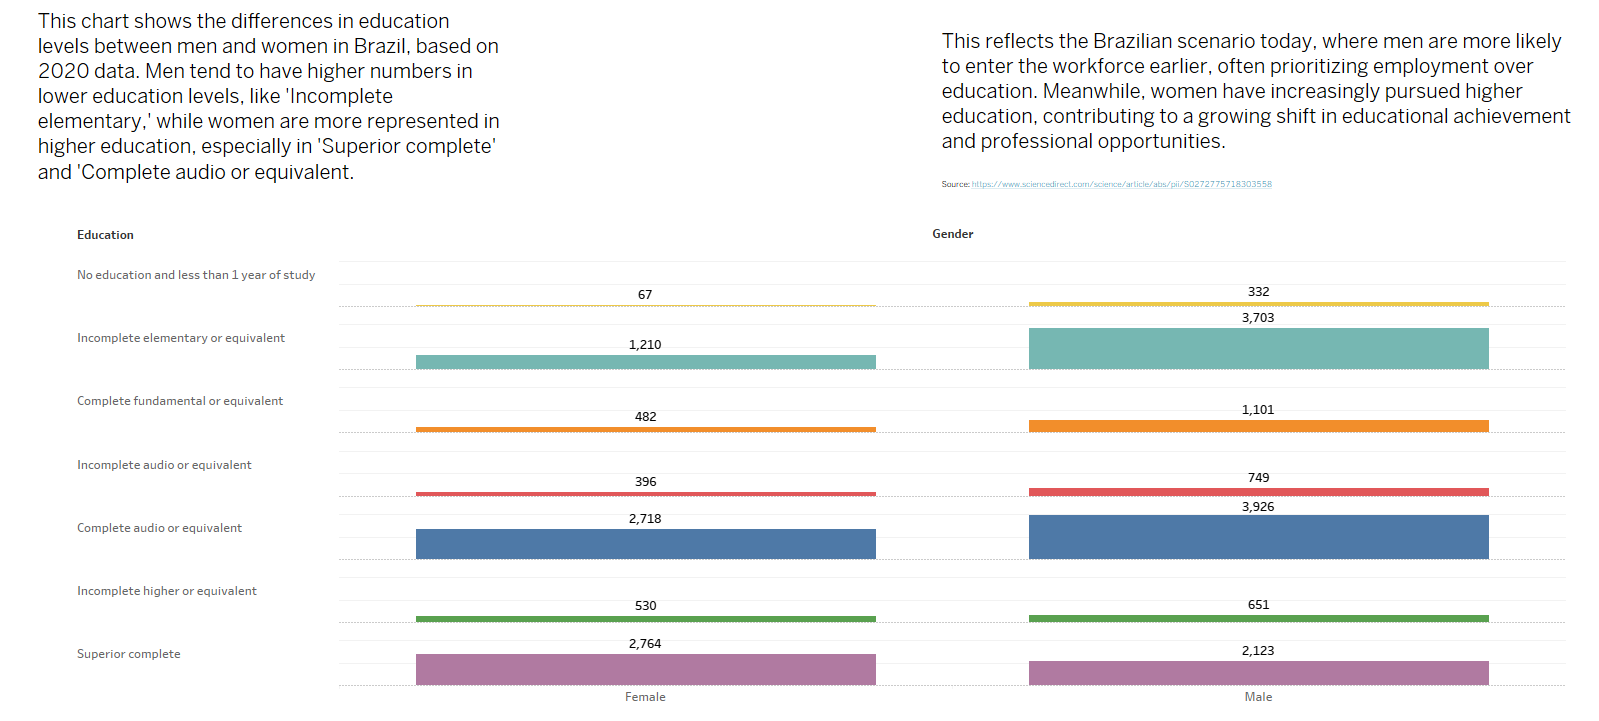 This chart shows the differences in education
levels between men and women in Brazil, based on
2020 data. Men tend to have higher numbers in
lower education levels, like 'Incomplete
elementary,' while women are more represented in
higher education, especially in 'Superior complete'
and 'Complete audio or equivalent.
This reflects the Brazilian scenario today, where men are more likely
to enter the workforce earlier, often prioritizing employment over
education. Meanwhile, women have increasingly pursued higher
education, contributing to a growing shift in educational achievement
and professional opportunities.
Source: https://www.sciencedirect.com/science/article/abs/pii/S0272775718303558
Education
Gender
No education and less than 1 year of study
67
332
Incomplete elementary or equivalent
1,210
3,703
Complete fundamental or equivalent
482
1,101
Incomplete audio or equivalent
396
749
Complete audio or equivalent
2,718
3,926
Incomplete higher or equivalent
530
651
Superior complete
2,764
2,123
Female
Male